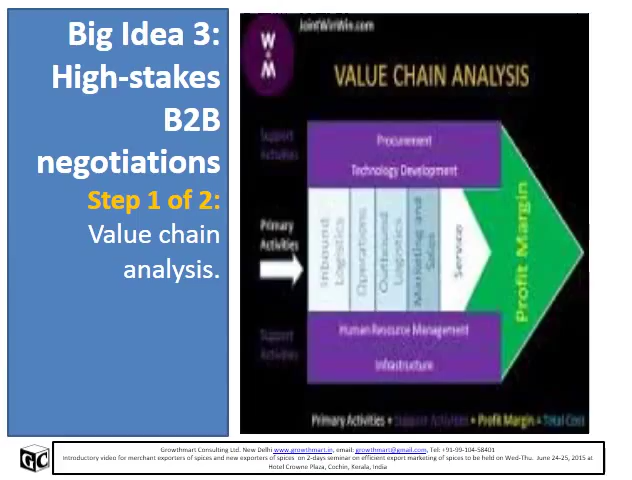 Big Idea 3:
High-stakes
B2B
negotiations
Step 1 of 2:
Value chain
analysis.
JointWinWin.com
W
M
VALUE CHAIN ANALYSIS
Support
Activities
Procurement
Technology Development
Primary
Activities
Inbound
Logistics
Operations
Outbound
Logistics
Marketing and
Sales
Service
Profit Margin
Support
Activities
Human Resource Management
Infrastructure
Primary Activities + Support Activities + Profit Margin = Total Cost
GC
Growthmart Consulting Ltd. New Delhi www.growthmart.in, email: growthmart@gmail.com, Tel: +91-99-104-58401
Introductory video for merchant exporters of spices and new exporters of spices on 2-days seminar on efficient export marketing of spices to be held on Wed-Thu. June 24-25, 2015 at
Hotel Crowne Plaza, Cochin, Kerala, India